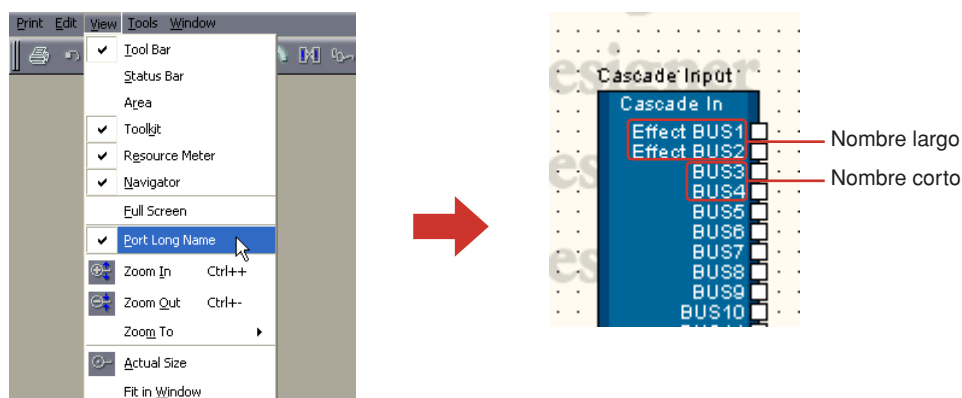 Print Edit View Tools Window
Tool Bar
Status Bar
Area
Toolkit
Resource Meter
Navigator
Full Screen
Port Long Name
Zoom In Ctrl++
Zoom Out Ctrl+-
Zoom To
Actual Size
Fit in Window
esigner
Cascade Input
Cascade In
Effect BUS1
Effect BUS2
BUS3
BUS4
BUS5
BUS6
BUS7
BUS8
BUS9
BUS10
Nombre largo
Nombre corto